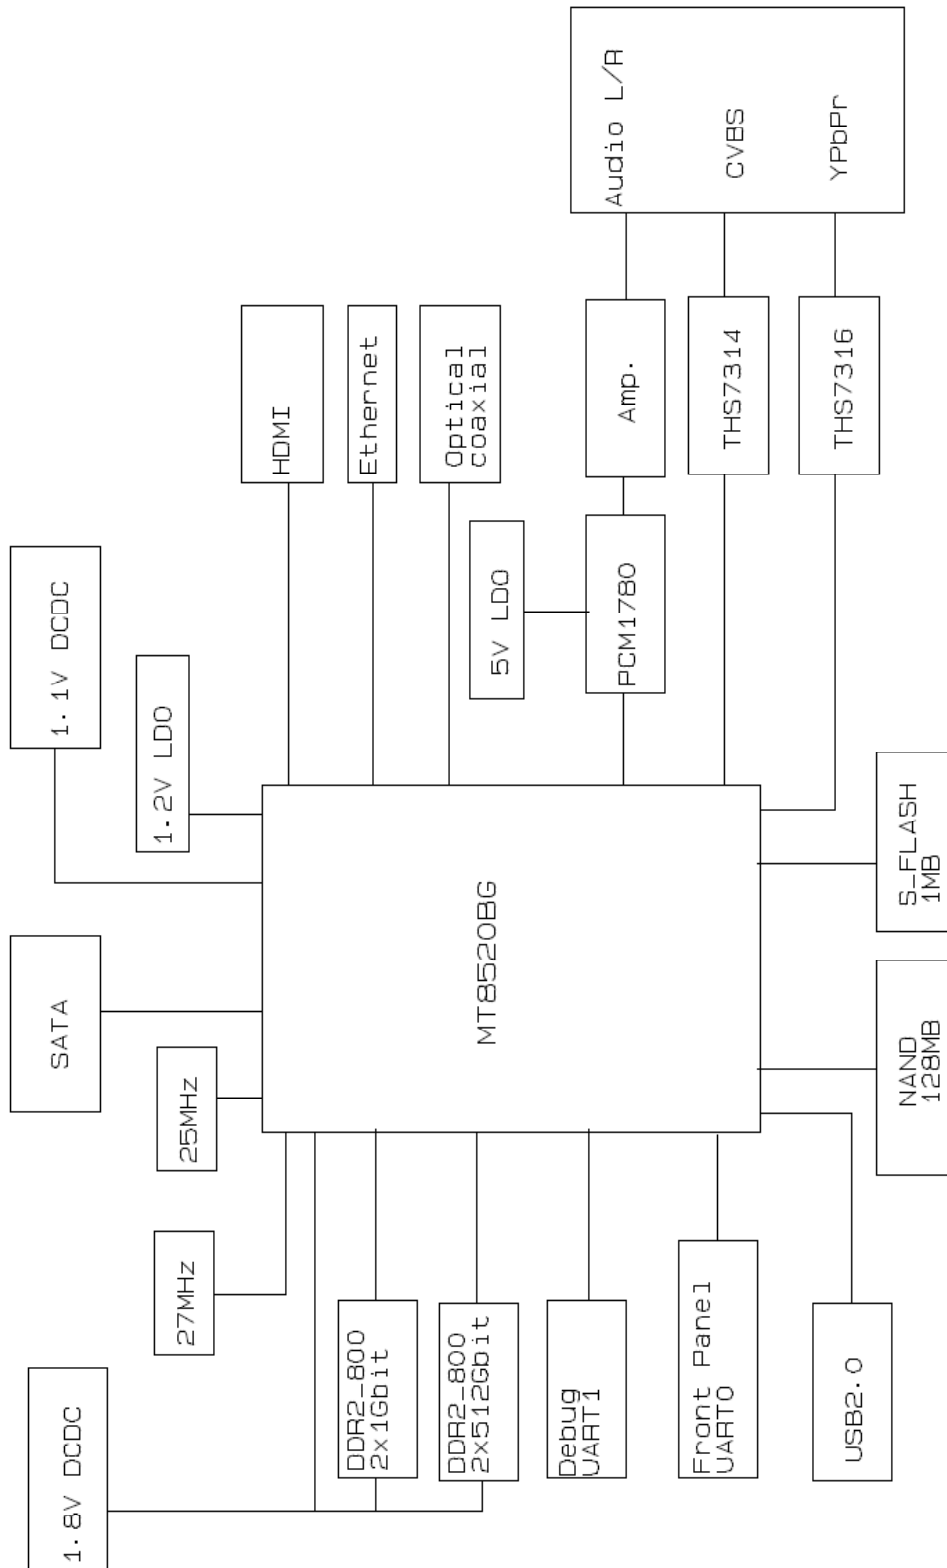 1.8V DCDC
27MHz
25MHz
SATA
1.2V LDO
1.1V DCDC
DDR2_800
2x1Gbit
DDR2_800
2x512Gbit
Debug
UART1
Front Panel
UART0
USB2.0
MT8520BG
HDMI
Ethernet
Optical
coaxial
5V LDO
PCM1780
Amp.
THS7314
THS7316
Audio L/R
CVBS
YPbPr
NAND
128MB
S_FLASH
1MB